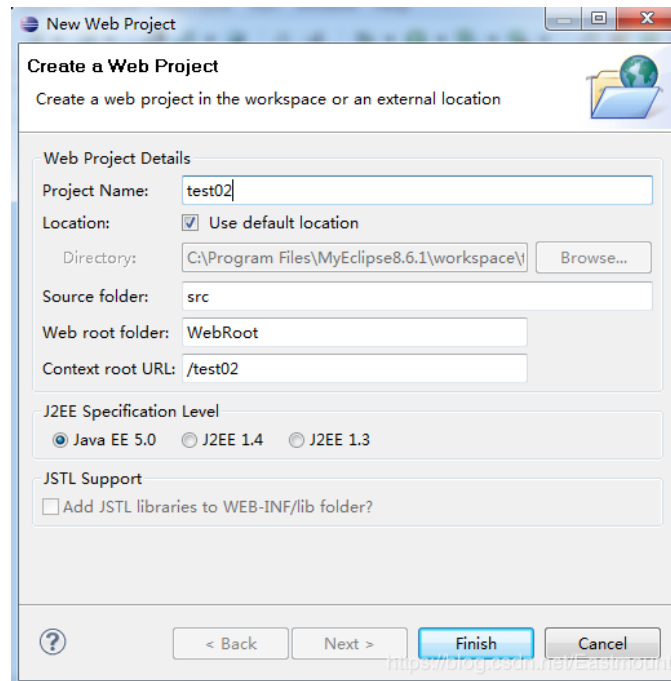 New Web Project
Create a Web Project
Create a web project in the workspace or an external location
Web Project Details
Project Name: test02
Location: Use default location
Directory: C:\Program Files\MyEclipse8.6.1\workspace\t Browse...
Source folder: src
Web root folder: WebRoot
Context root URL: /test02
J2EE Specification Level
Java EE 5.0 J2EE 1.4 J2EE 1.3
JSTL Support
Add JSTL libraries to WEB-INF/lib folder?
? < Back Next > Finish Cancel
https://blog.csdn.net/Eastmount